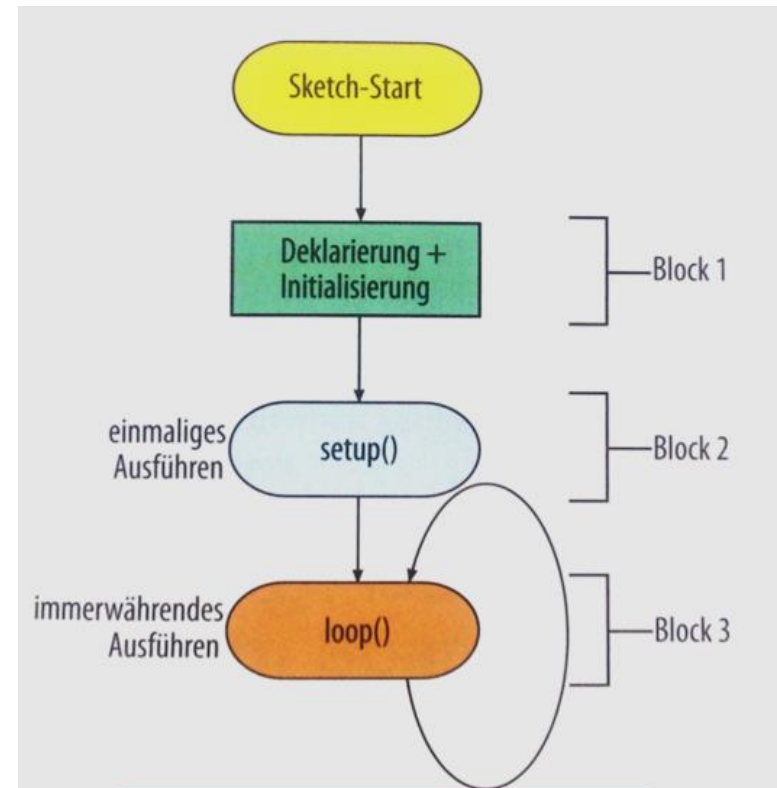 Sketch-Start
Deklarierung +
Initialisierung
Block 1
einmaliges
Ausführen
setup()
Block 2
immerwährendes
Ausführen
loop()
Block 3